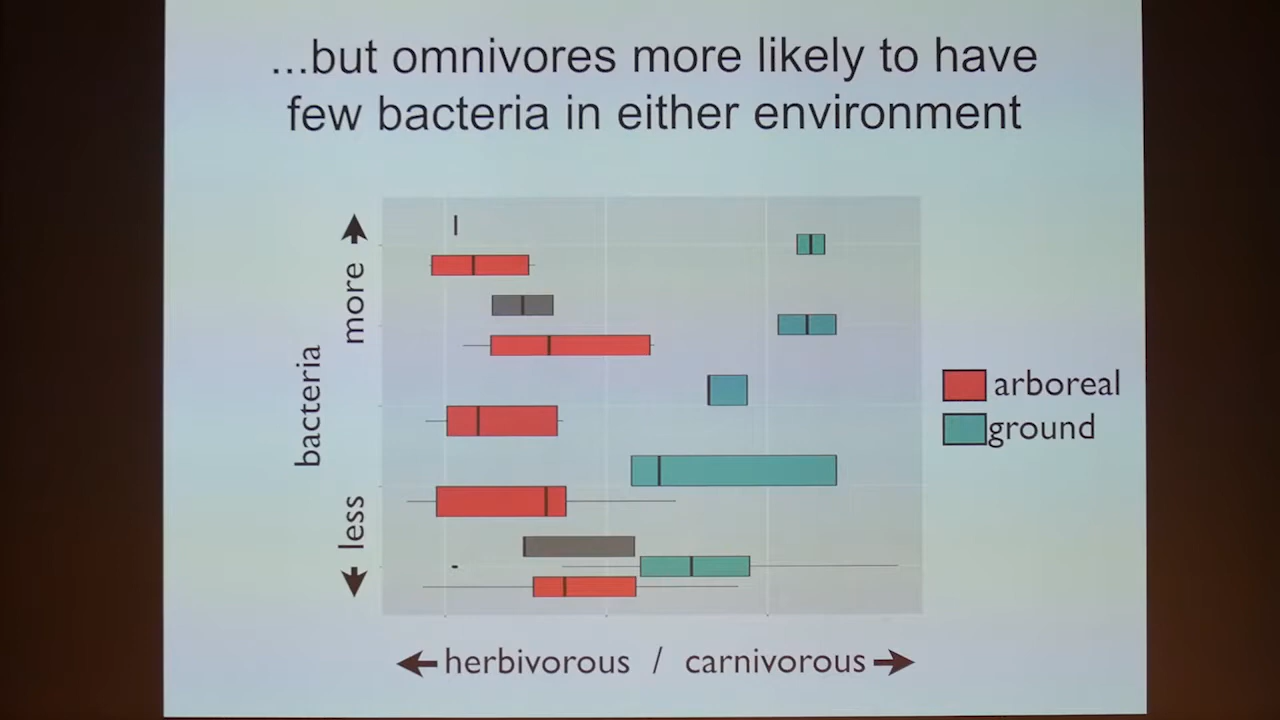 ...but omnivores more likely to have
few bacteria in either environment
more
bacteria
less
arboreal
ground
herbivorous / carnivorous